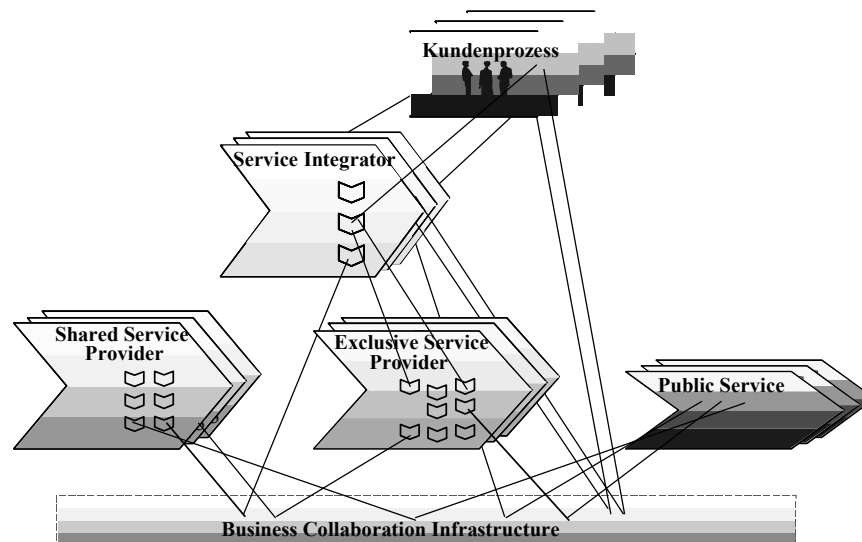 Kundenprozess
Service Integrator
Shared Service
Provider
Exclusive Service
Provider
Public Service
Business Collaboration Infrastructure